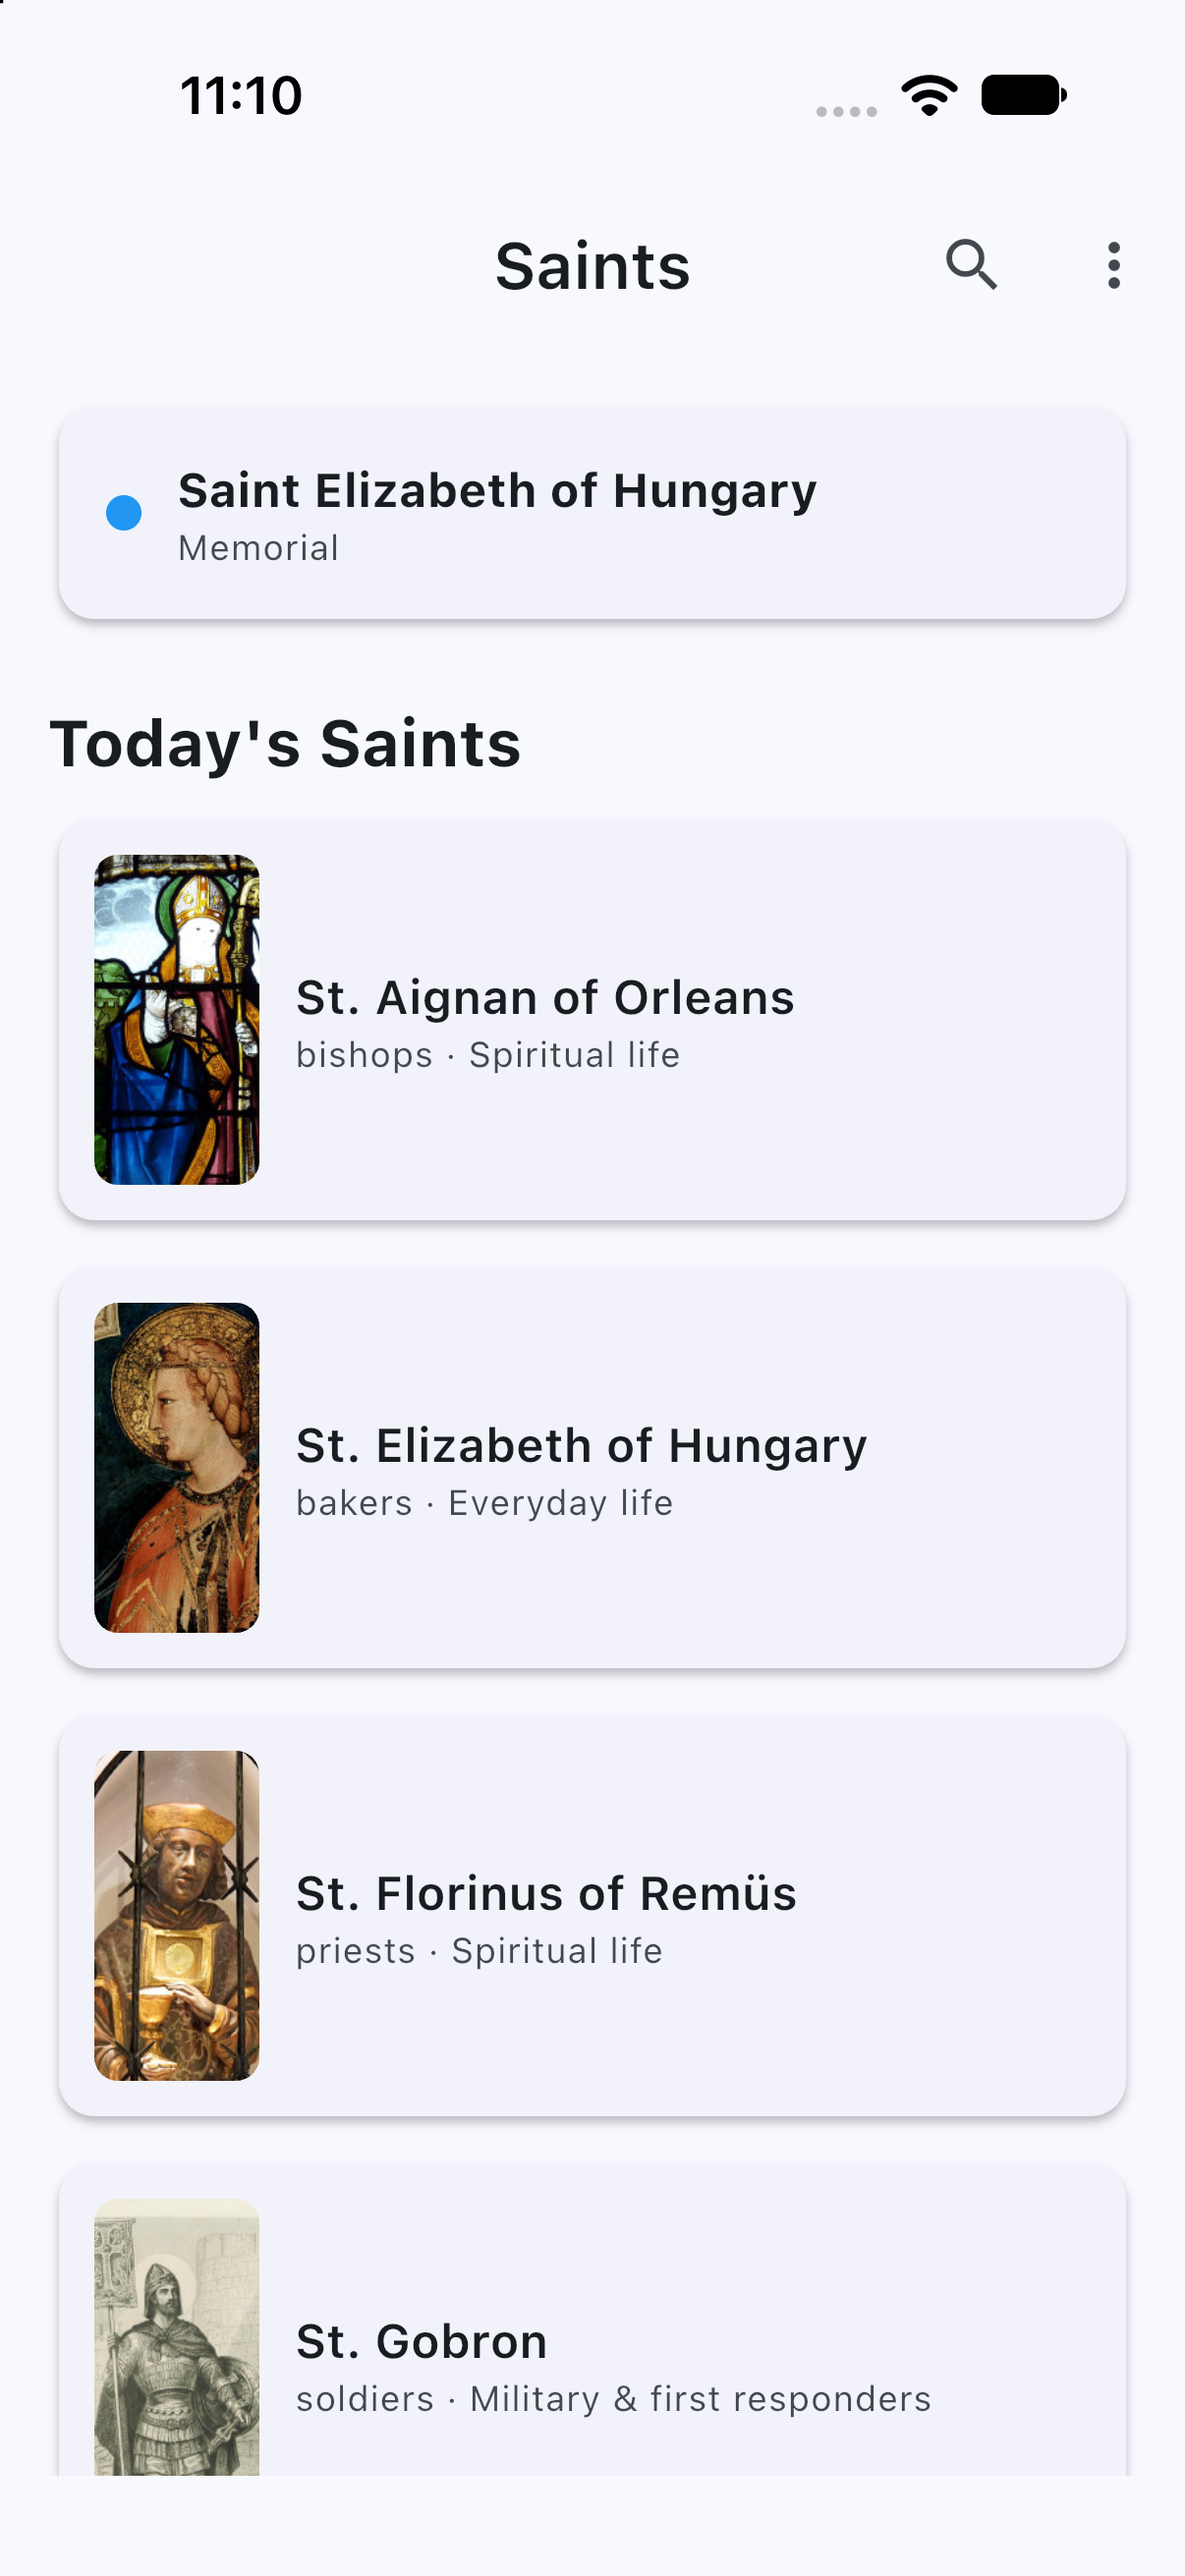 11:10
Saints
Saint Elizabeth of Hungary
Memorial
Today's Saints
St. Aignan of Orleans
bishops · Spiritual life
St. Elizabeth of Hungary
bakers · Everyday life
St. Florinus of Remüs
priests · Spiritual life
St. Gobron
soldiers · Military & first responders